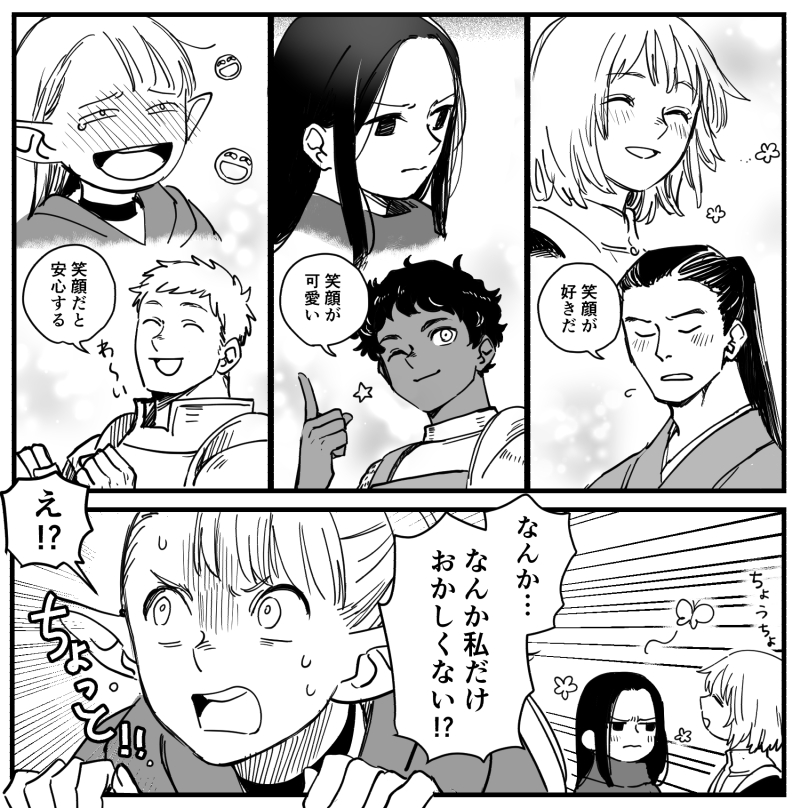 笑顔が
好きだ
笑顔が
可愛い
笑顔だと
安心する
わ〜い
ちょうちょ
なんか…
なんか私だけ
おかしくない!?
え!?
ちょっと!!